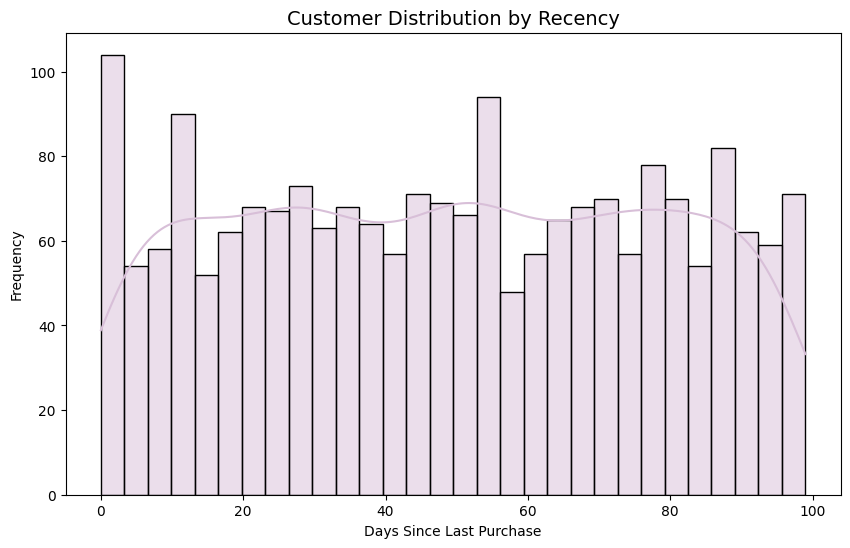 Customer Distribution by Recency
100
80
60
40
20
0
Frequency
0 20 40 60 80 100
Days Since Last Purchase